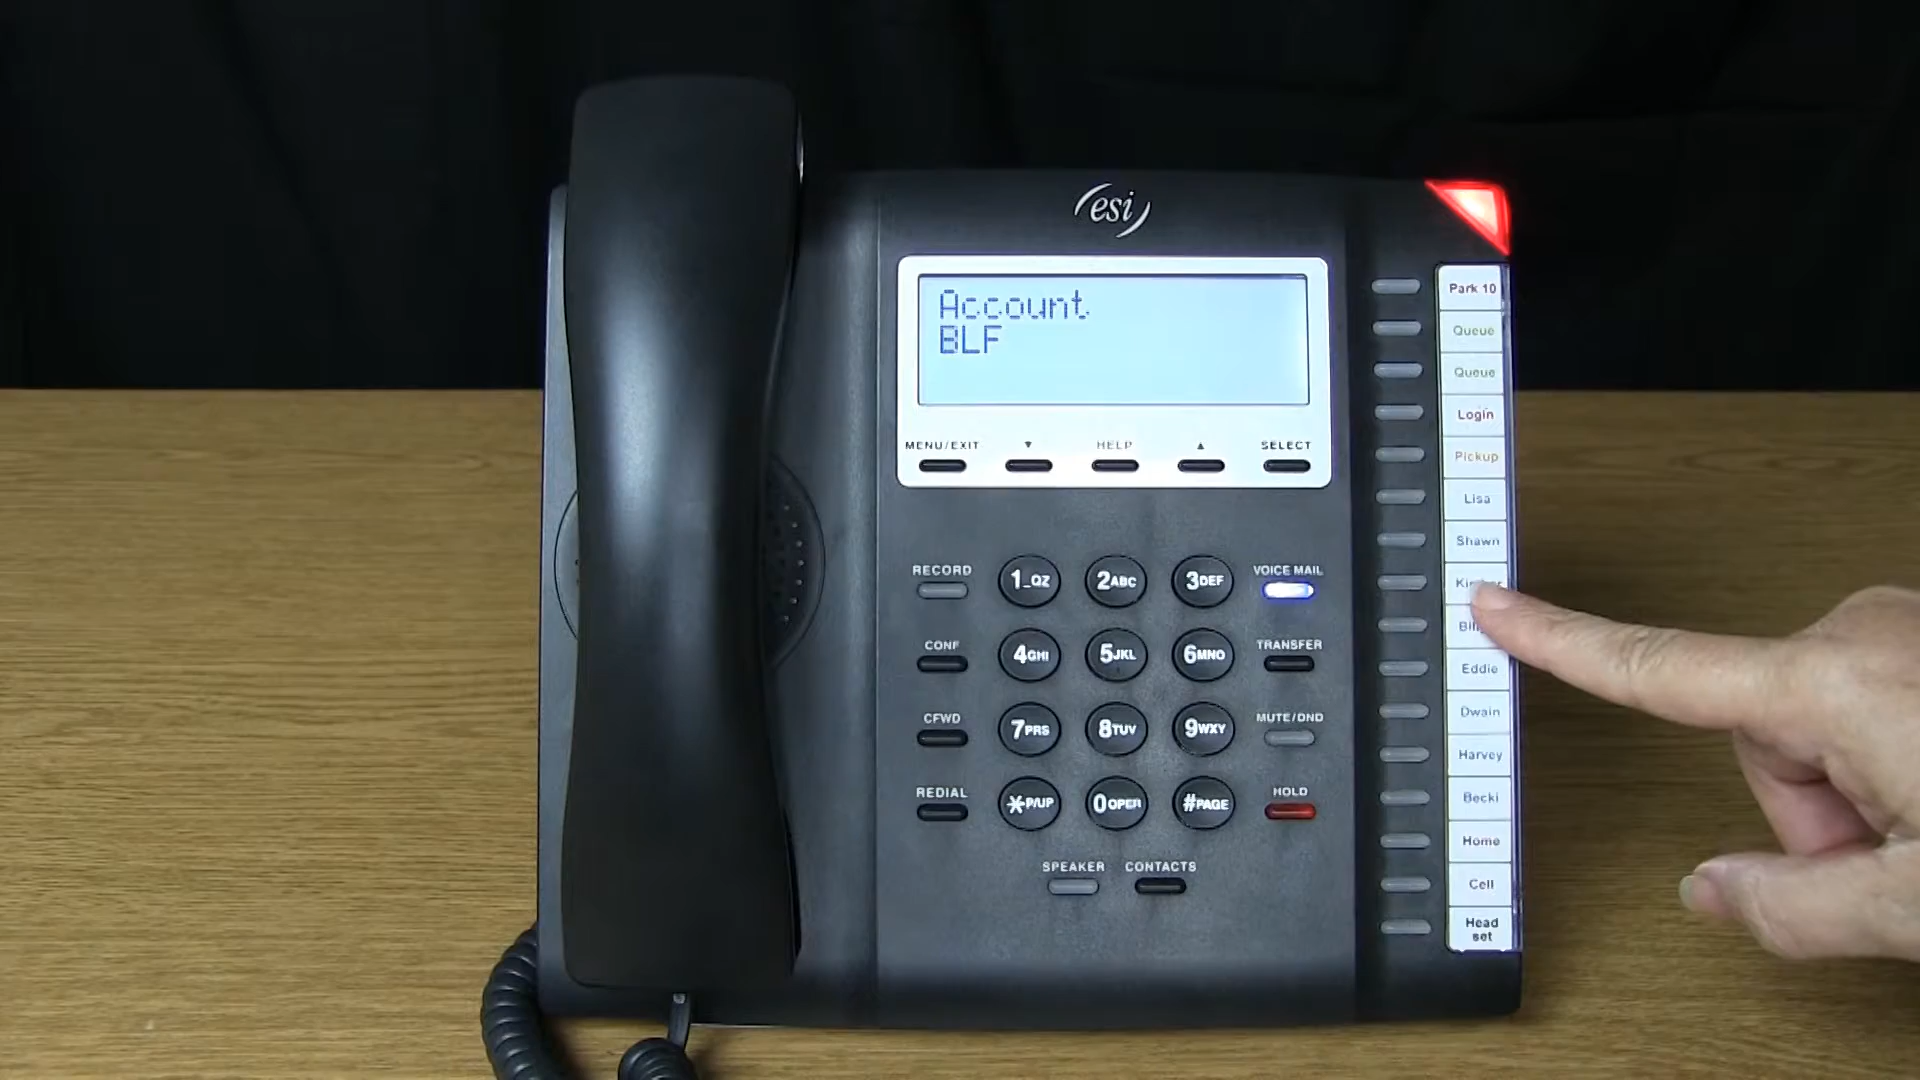 esi
Account
BLF
MENU/EXIT ▼ HELP ▲ SELECT
Park 10
Queue
Queue
Login
Pickup
Lisa
Shawn
Eddie
Dwain
Harvey
Becki
Home
Cell
Head
set
RECORD 1_QZ 2ABC 3DEF VOICE MAIL
CONF 4GHI 5JKL 6MNO TRANSFER
CFWD 7PRS 8TUV 9WXY MUTE/DND
REDIAL *P/UP 0OPER #PAGE HOLD
SPEAKER CONTACTS